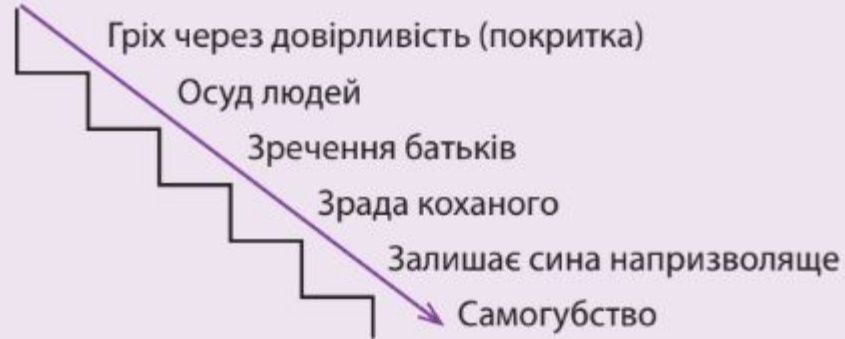 Гріх через довірливість (покритка)
Осуд людей
Зречення батьків
Зрада коханого
Залишає сина напризволяще
Самогубство